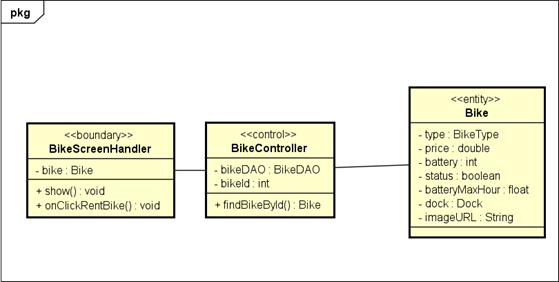 pkg
<<boundary>>
BikeScreenHandler
- bike : Bike
+ show() : void
+ onClickRentBike() : void
<<control>>
BikeController
- bikeDAO : BikeDAO
- bikeId : int
+ findBikeById() : Bike
<<entity>>
Bike
- type : BikeType
- price : double
- battery : int
- status : boolean
- batteryMaxHour : float
- dock : Dock
- imageURL : String